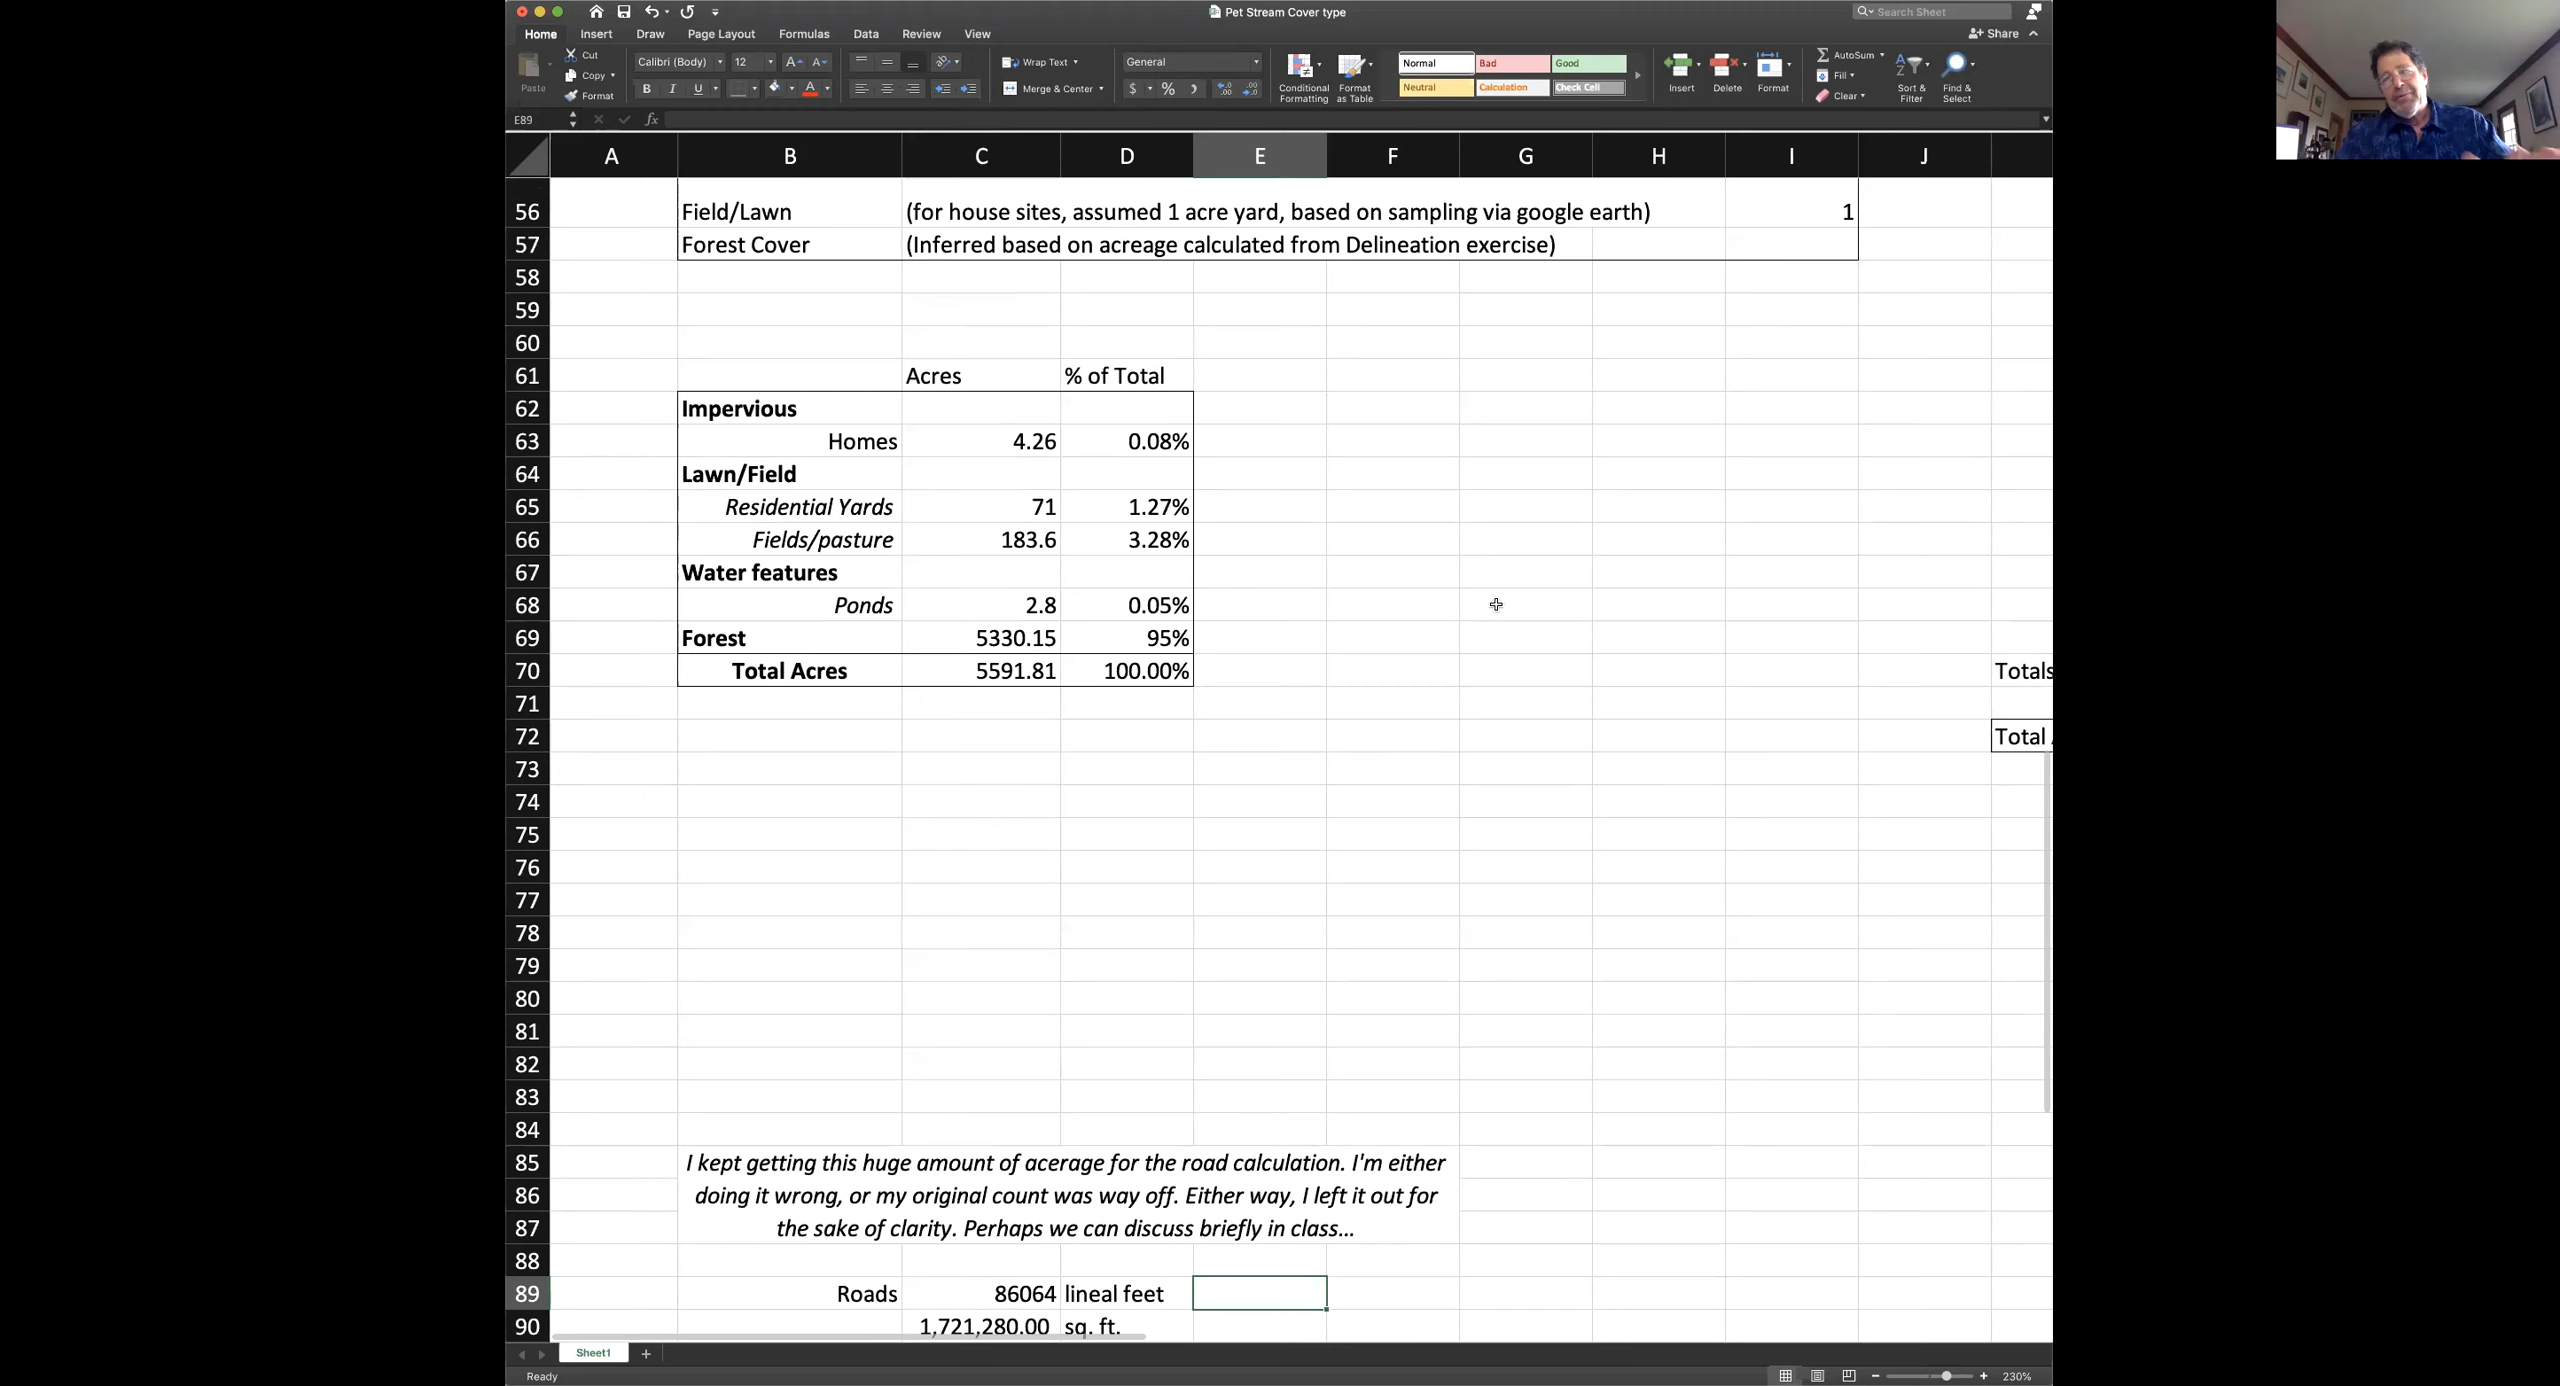 Pet Stream Cover type
Search Sheet
Home Insert Draw Page Layout Formulas Data Review View
Share
Paste
Cut
Copy
Format
Calibri (Body) 12
B I U
Wrap Text
Merge & Center
General
$ %
Conditional Formatting
Format as Table
Normal Bad Good
Neutral Calculation Check Cell
Insert
Delete
Format
AutoSum
Fill
Clear
Sort & Filter
Find & Select
E89 fx
A B C D E F G H I J
56 Field/Lawn (for house sites, assumed 1 acre yard, based on sampling via google earth) 1
57 Forest Cover (Inferred based on acreage calculated from Delineation exercise)
58
59
60
61 Acres % of Total
62 Impervious
63 Homes 4.26 0.08%
64 Lawn/Field
65 Residential Yards 71 1.27%
66 Fields/pasture 183.6 3.28%
67 Water features
68 Ponds 2.8 0.05%
69 Forest 5330.15 95%
70 Total Acres 5591.81 100.00% Totals
71
72 Total
73
74
75
76
77
78
79
80
81
82
83
84
85 I kept getting this huge amount of acerage for the road calculation. I'm either
86 doing it wrong, or my original count was way off. Either way, I left it out for
87 the sake of clarity. Perhaps we can discuss briefly in class...
88
89 Roads 86064 lineal feet
90 1,721,280.00 sq. ft.
Sheet1
Ready 230%